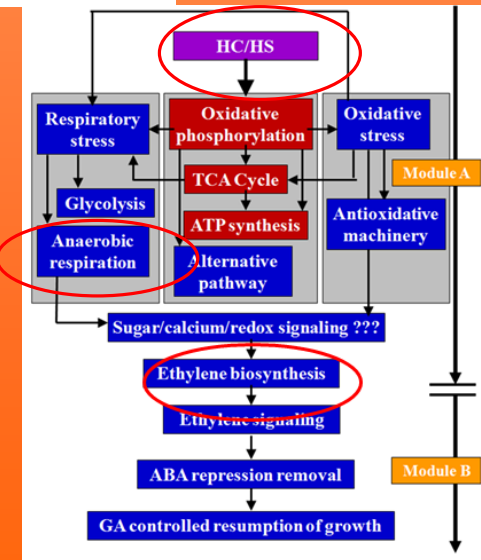 HC/HS
Respiratory
stress
Oxidative
phosphorylation
Oxidative
stress
TCA Cycle
Module A
Glycolysis
ATP synthesis
Antioxidative
machinery
Anaerobic
respiration
Alternative
pathway
Sugar/calcium/redox signaling ???
Ethylene biosynthesis
Ethylene signaling
ABA repression removal
Module B
GA controlled resumption of growth